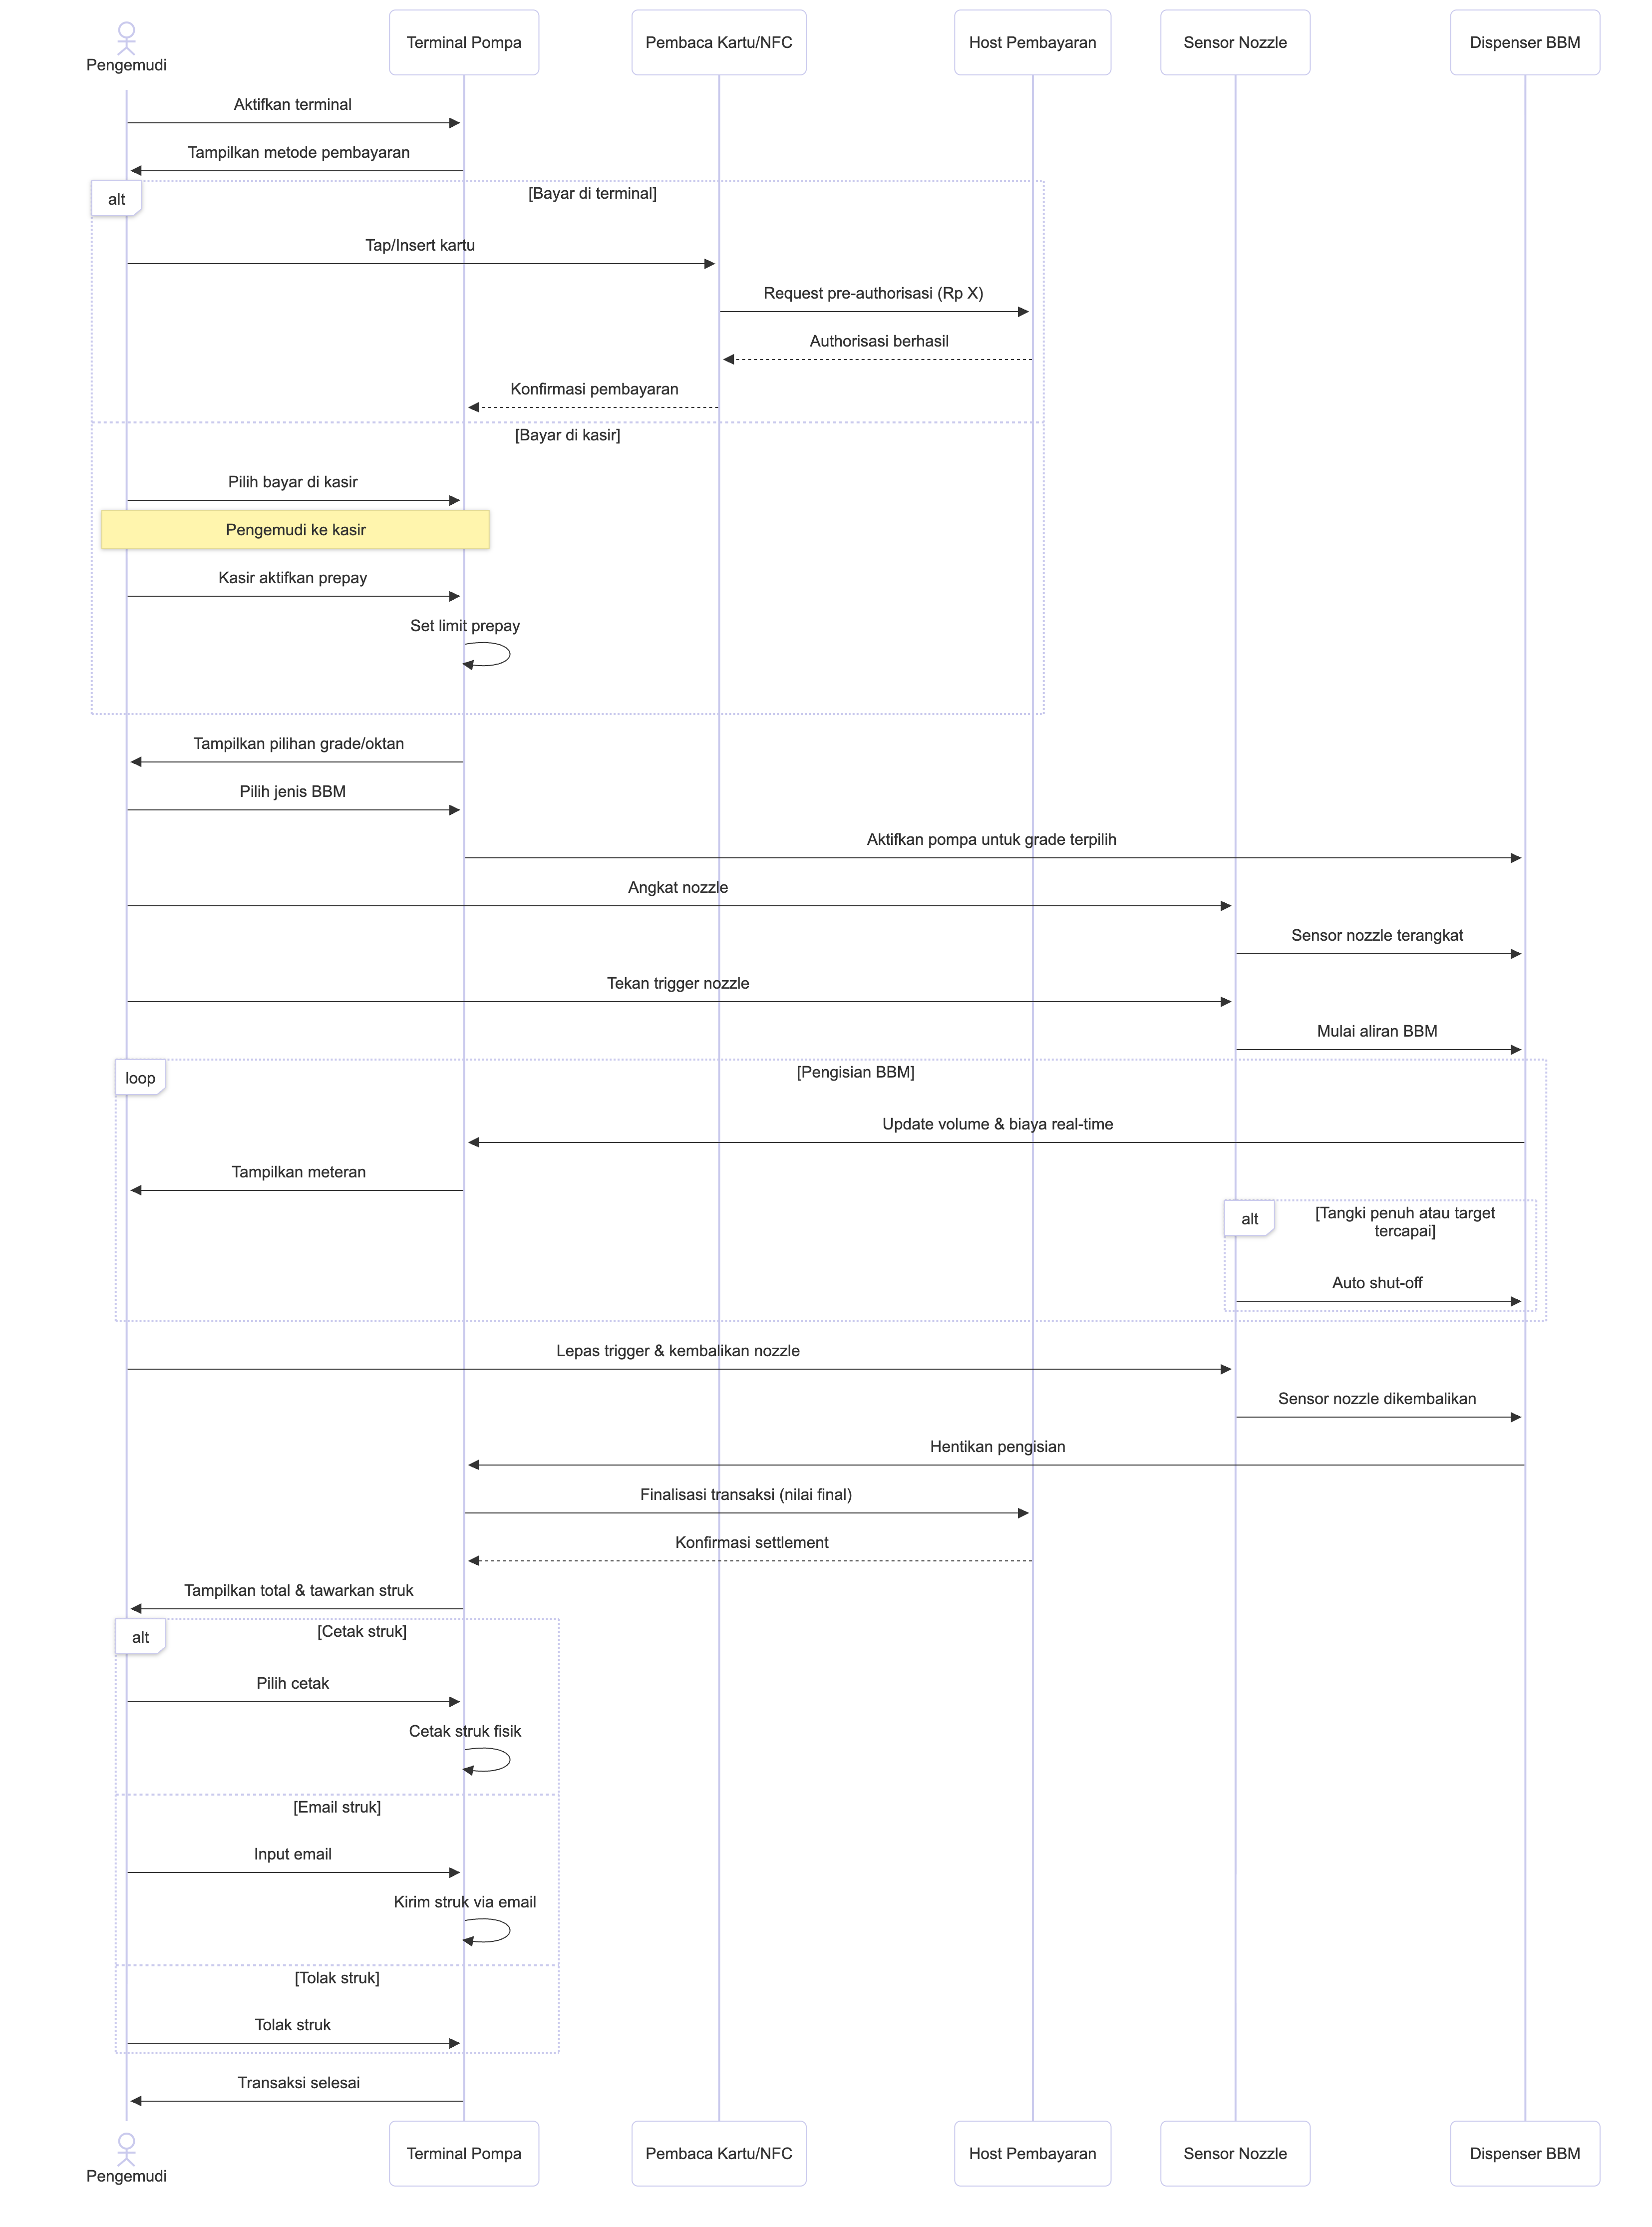 Pengemudi
Terminal Pompa
Pembaca Kartu/NFC
Host Pembayaran
Sensor Nozzle
Dispenser BBM
Aktifkan terminal
Tampilkan metode pembayaran
alt
[Bayar di terminal]
Tap/Insert kartu
Request pre-authorisasi (Rp X)
Authorisasi berhasil
Konfirmasi pembayaran
[Bayar di kasir]
Pilih bayar di kasir
Pengemudi ke kasir
Kasir aktifkan prepay
Set limit prepay
Tampilkan pilihan grade/oktan
Pilih jenis BBM
Aktifkan pompa untuk grade terpilih
Angkat nozzle
Sensor nozzle terangkat
Tekan trigger nozzle
Mulai aliran BBM
loop
[Pengisian BBM]
Update volume & biaya real-time
Tampilkan meteran
alt
[Tangki penuh atau target
tercapai]
Auto shut-off
Lepas trigger & kembalikan nozzle
Sensor nozzle dikembalikan
Hentikan pengisian
Finalisasi transaksi (nilai final)
Konfirmasi settlement
Tampilkan total & tawarkan struk
alt
[Cetak struk]
Pilih cetak
Cetak struk fisik
[Email struk]
Input email
Kirim struk via email
[Tolak struk]
Tolak struk
Transaksi selesai
Pengemudi
Terminal Pompa
Pembaca Kartu/NFC
Host Pembayaran
Sensor Nozzle
Dispenser BBM